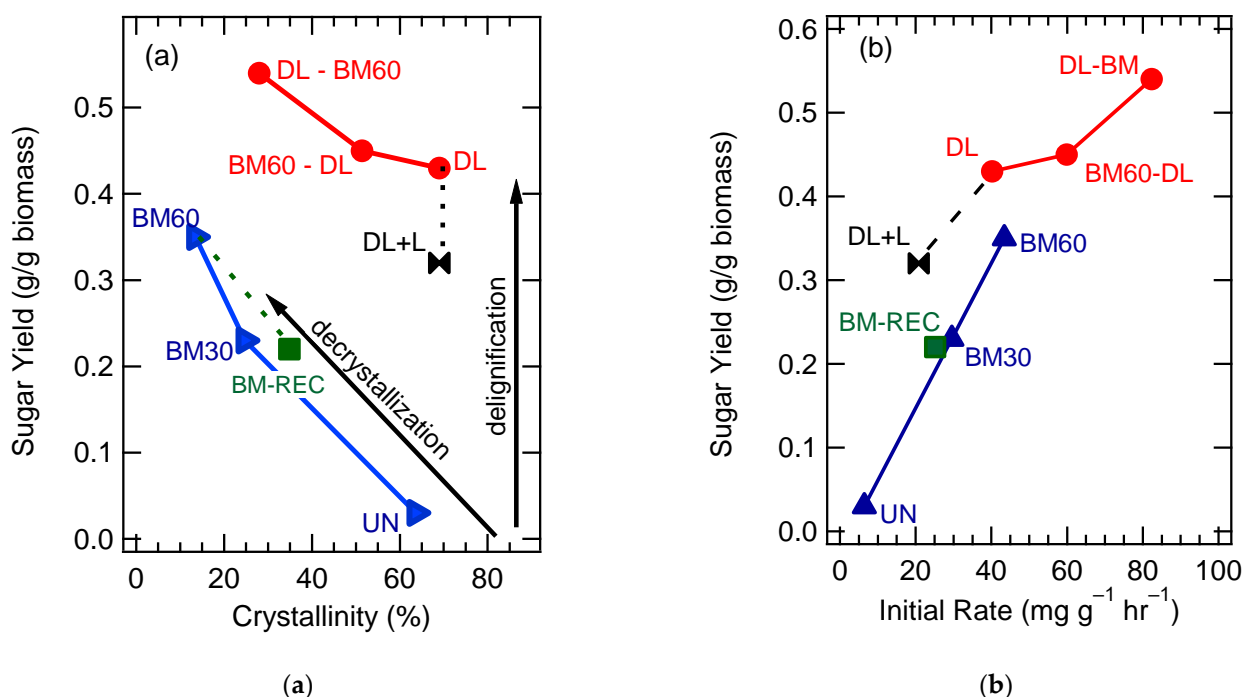 (a)
DL - BM60
BM60 - DL
DL
BM60
DL+L
BM30
BM-REC
decrystallization
delignification
UN
0.5
0.4
0.3
0.2
0.1
0.0
Sugar Yield (g/g biomass)
0 20 40 60 80
Crystallinity (%)
(a)
(b)
DL-BM
DL
BM60-DL
DL+L
BM60
BM-REC
BM30
UN
0.6
0.5
0.4
0.3
0.2
0.1
0.0
Sugar Yield (g/g biomass)
0 20 40 60 80 100
Initial Rate (mg g⁻¹ hr⁻¹)
(b)